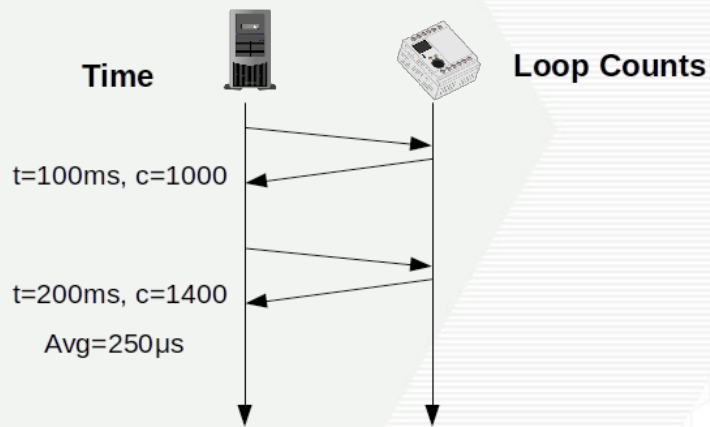 Time
Loop Counts
t=100ms, c=1000
t=200ms, c=1400
Avg=250µs